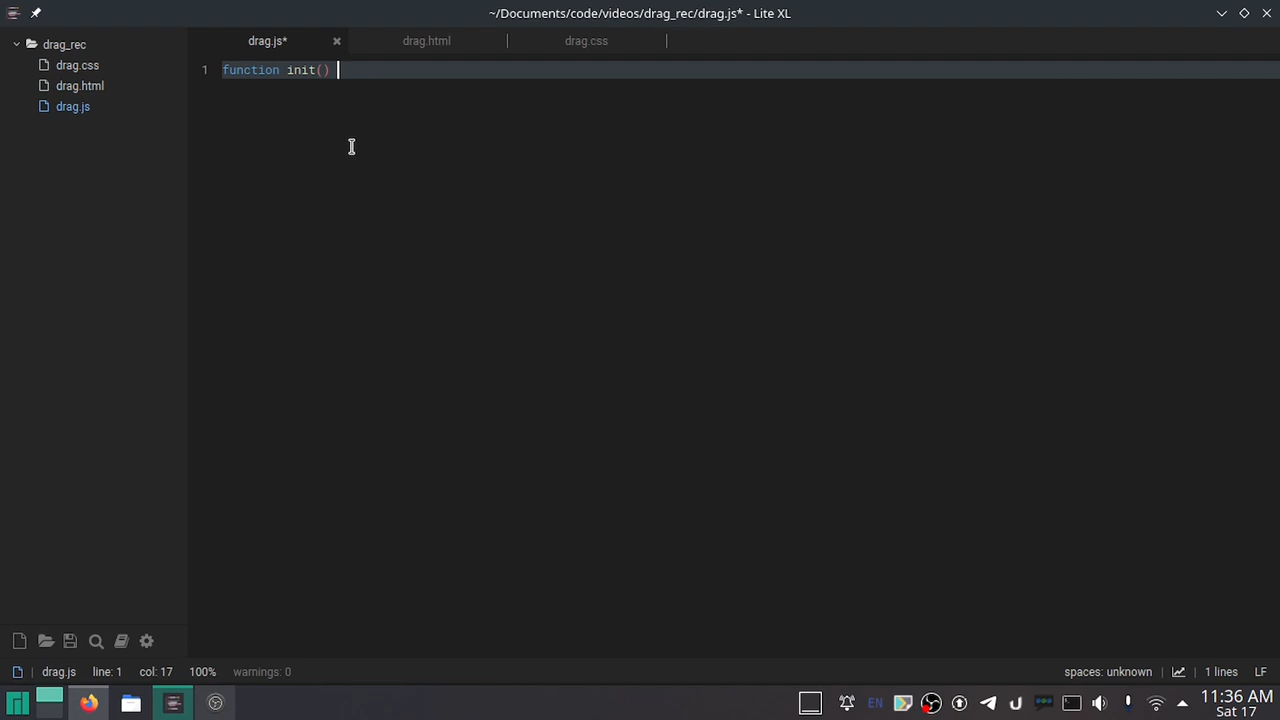 ~/Documents/code/videos/drag_rec/drag.js* - Lite XL
drag_rec
drag.css
drag.html
drag.js
drag.js*
drag.html
drag.css
1 function init()
drag.js line: 1 col: 17 100% warnings: 0 spaces: unknown 1 lines LF
EN
11:36 AM
Sat 17